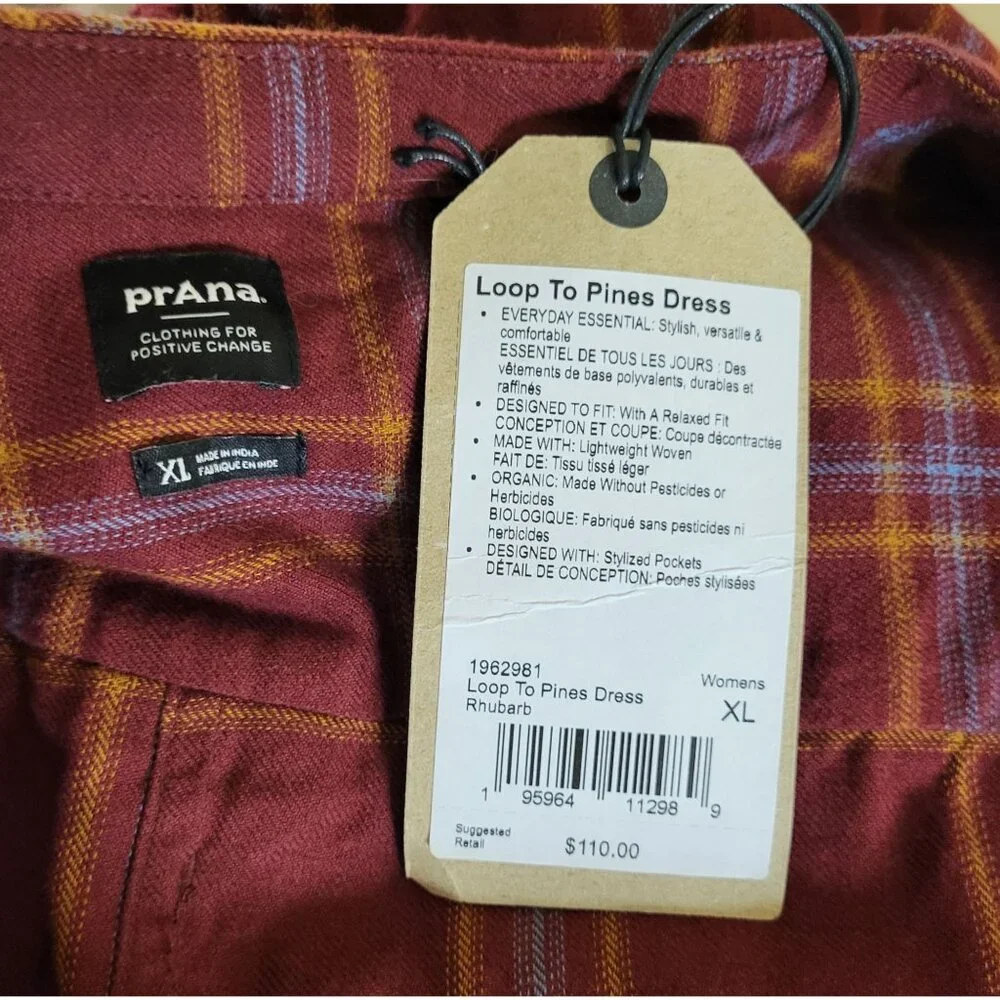 prAna.
CLOTHING FOR
POSITIVE CHANGE
XL
MADE IN INDIA
FABRIQUÉ EN INDE
Loop To Pines Dress
• EVERYDAY ESSENTIAL: Stylish, versatile &
comfortable
ESSENTIEL DE TOUS LES JOURS : Des
vêtements de base polyvalents, durables et
raffinés
• DESIGNED TO FIT: With A Relaxed Fit
CONCEPTION ET COUPE: Coupe décontractée
• MADE WITH: Lightweight Woven
FAIT DE: Tissu tissé léger
• ORGANIC: Made Without Pesticides or
Herbicides
BIOLOGIQUE: Fabriqué sans pesticides ni
herbicides
• DESIGNED WITH: Stylized Pockets
DÉTAIL DE CONCEPTION: Poches stylisées
1962981
Loop To Pines Dress
Rhubarb
Womens
XL
1 95964 11298 9
Suggested
Retail
$110.00